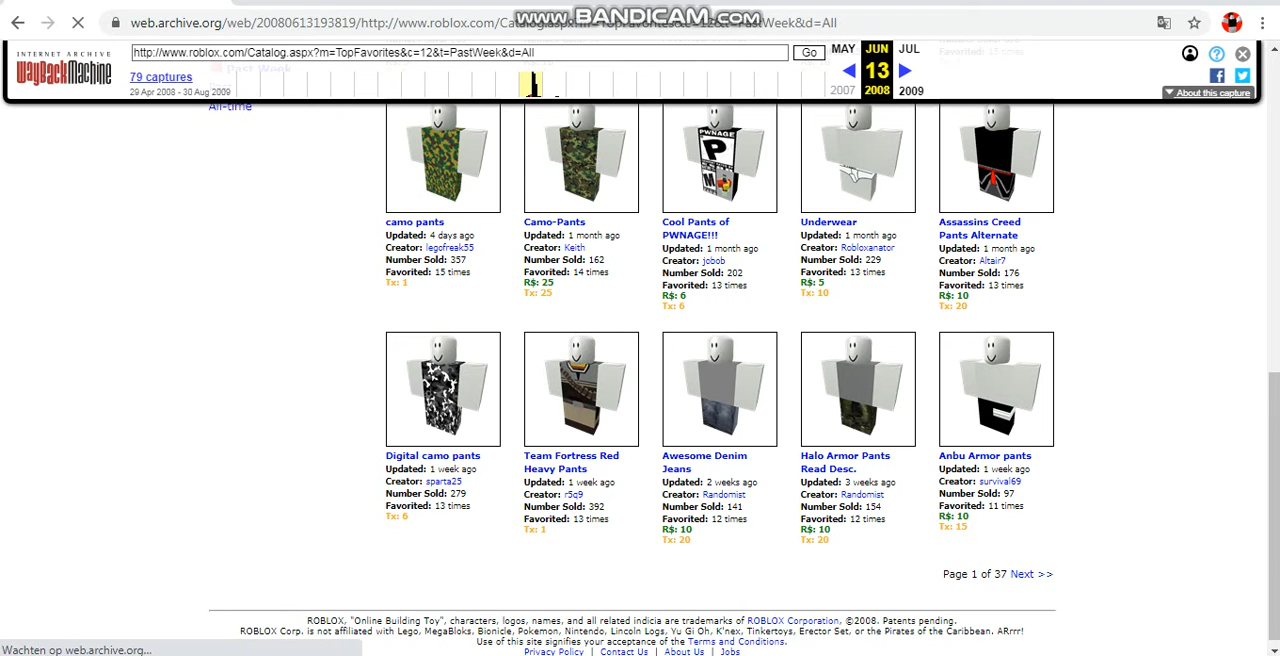 web.archive.org/web/20080613193819/http://www.roblox.com/Catalog.aspx?m=TopFavorites&c=12&t=PastWeek&d=All
www.BANDICAM.com
INTERNET ARCHIVE
WayBackMachine
http://www.roblox.com/Catalog.aspx?m=TopFavorites&c=12&t=PastWeek&d=All
Go
MAY JUN JUL
79 captures
13
29 Apr 2008 - 30 Aug 2009
2007 2008 2009
About this capture
Past Week
All-time
camo pants
Updated: 4 days ago
Creator: legofreak55
Number Sold: 357
Favorited: 15 times
Tx: 1
Camo-Pants
Updated: 1 month ago
Creator: Keith
Number Sold: 162
Favorited: 14 times
R$: 25
Tx: 25
PWNAGE
P
M
Cool Pants of
PWNAGE!!!
Updated: 1 month ago
Creator: jobob
Number Sold: 202
Favorited: 13 times
R$: 6
Tx: 6
Underwear
Updated: 1 month ago
Creator: Robloxanator
Number Sold: 229
Favorited: 13 times
R$: 5
Tx: 10
Assassins Creed
Pants Alternate
Updated: 1 month ago
Creator: Altair7
Number Sold: 176
Favorited: 13 times
R$: 10
Tx: 20
Digital camo pants
Updated: 1 week ago
Creator: sparta25
Number Sold: 279
Favorited: 13 times
Tx: 6
Team Fortress Red
Heavy Pants
Updated: 1 week ago
Creator: r5q9
Number Sold: 392
Favorited: 13 times
Tx: 1
Awesome Denim
Jeans
Updated: 2 weeks ago
Creator: Randomist
Number Sold: 141
Favorited: 12 times
R$: 10
Tx: 20
Halo Armor Pants
Read Desc.
Updated: 3 weeks ago
Creator: Randomist
Number Sold: 154
Favorited: 12 times
R$: 10
Tx: 20
Anbu Armor pants
Updated: 1 week ago
Creator: survival69
Number Sold: 97
Favorited: 11 times
R$: 10
Tx: 15
Page 1 of 37 Next >>
ROBLOX, "Online Building Toy", characters, logos, names, and all related indicia are trademarks of ROBLOX Corporation, ©2008. Patents pending.
ROBLOX Corp. is not affiliated with Lego, MegaBloks, Bionicle, Pokemon, Nintendo, Lincoln Logs, Yu Gi Oh, K'nex, Tinkertoys, Erector Set, or the Pirates of the Caribbean. ARrrr!
Use of this site signifies your acceptance of the Terms and Conditions.
Privacy Policy | Contact Us | About Us | Jobs
Wachten op web.archive.org...